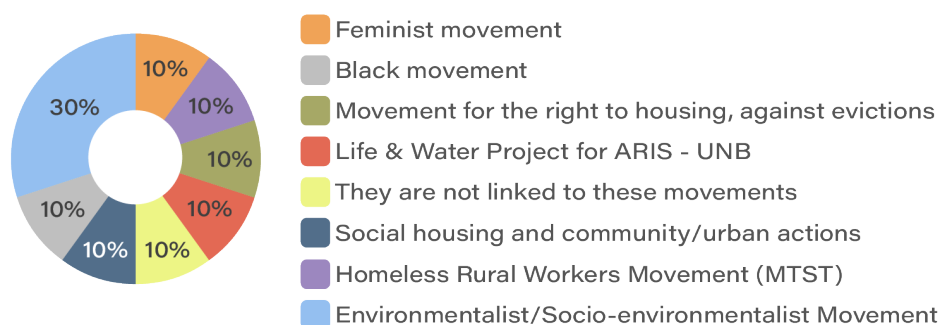 10%
30%
10%
10%
10%
10%
10%
10%
Feminist movement
Black movement
Movement for the right to housing, against evictions
Life & Water Project for ARIS - UNB
They are not linked to these movements
Social housing and community/urban actions
Homeless Rural Workers Movement (MTST)
Environmentalist/Socio-environmentalist Movement